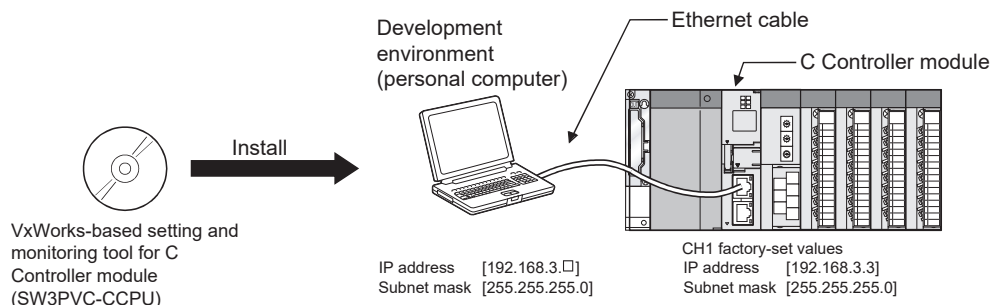 Development
environment
(personal computer)
Ethernet cable
C Controller module
Install
VxWorks-based setting and
monitoring tool for C
Controller module
(SW3PVC-CCPU)
IP address [192.168.3.□]
Subnet mask [255.255.255.0]
CH1 factory-set values
IP address [192.168.3.3]
Subnet mask [255.255.255.0]